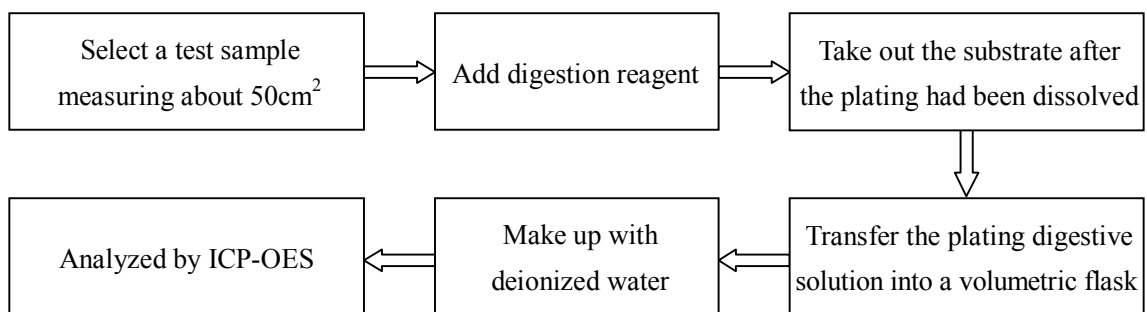 Select a test sample
measuring about 50cm²
Add digestion reagent
Take out the substrate after
the plating had been dissolved
Transfer the plating digestive
solution into a volumetric flask
Make up with
deionized water
Analyzed by ICP-OES